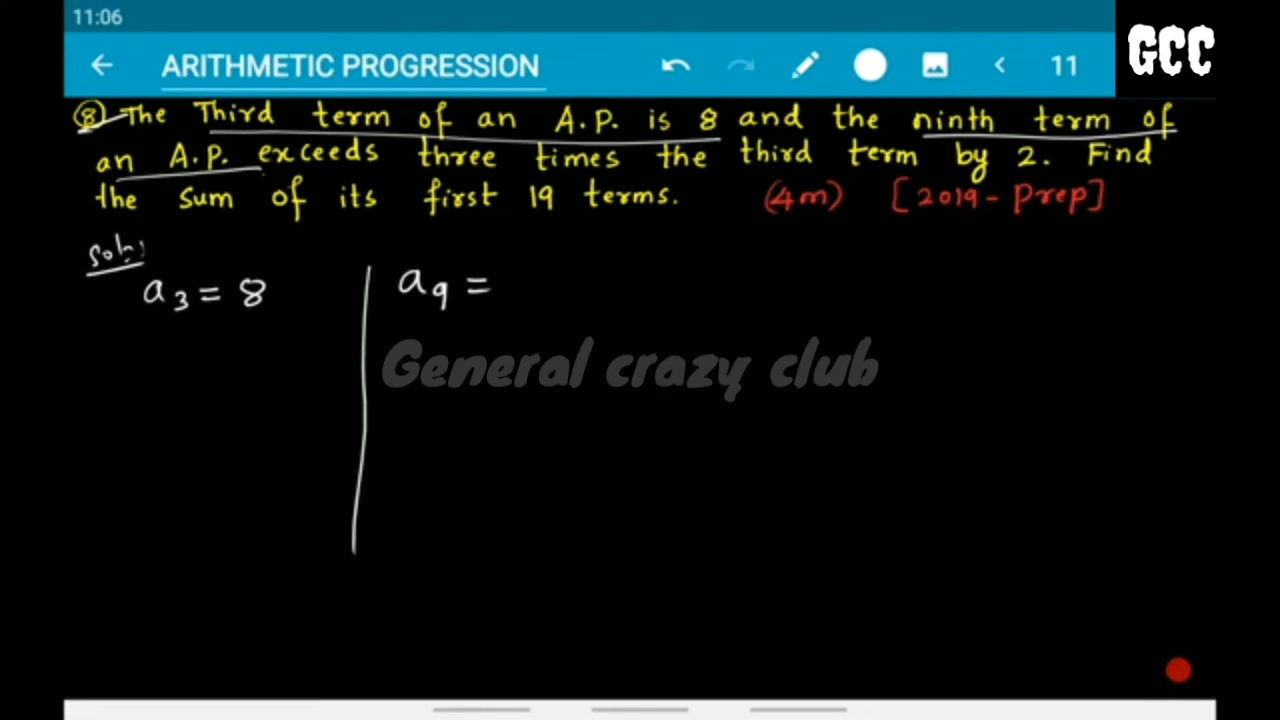 11:06
ARITHMETIC PROGRESSION
11
GCC
8 The Third term of an A.P. is 8 and the ninth term of
an A.P. exceeds three times the third term by 2. Find
the sum of its first 19 terms. (4m) [2019 - Prep]
Soln:
a3 = 8
a9 =
General crazy club